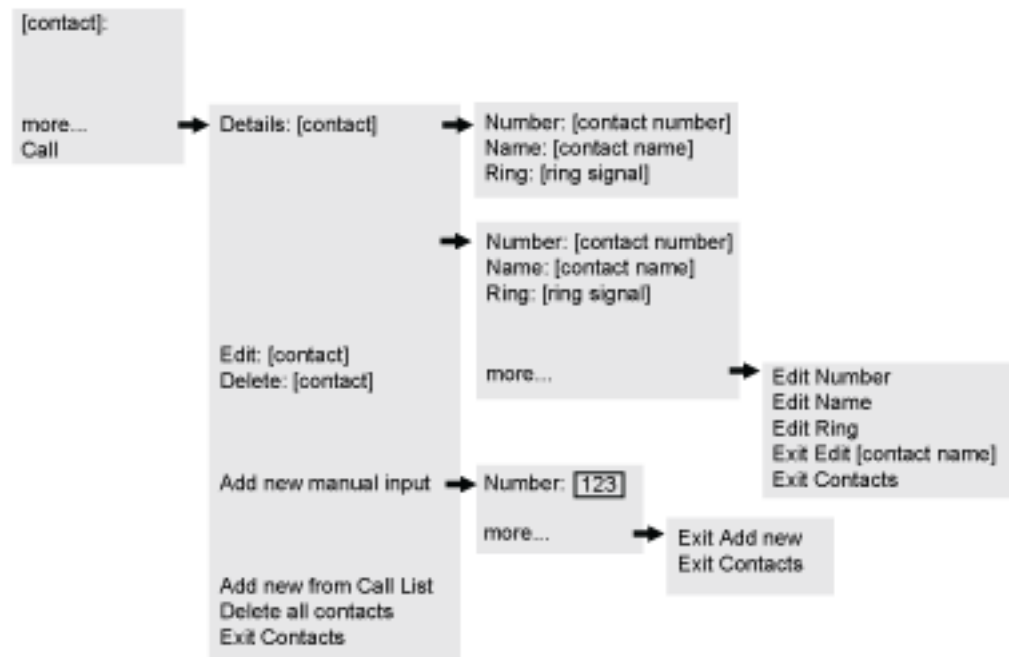 [contact]:
more...
Call
Details: [contact]
Number: [contact number]
Name: [contact name]
Ring: [ring signal]
Number: [contact number]
Name: [contact name]
Ring: [ring signal]
Edit: [contact]
Delete: [contact]
more...
Edit Number
Edit Name
Edit Ring
Exit Edit [contact name]
Exit Contacts
Add new manual input
Number: 123
more...
Exit Add new
Exit Contacts
Add new from Call List
Delete all contacts
Exit Contacts